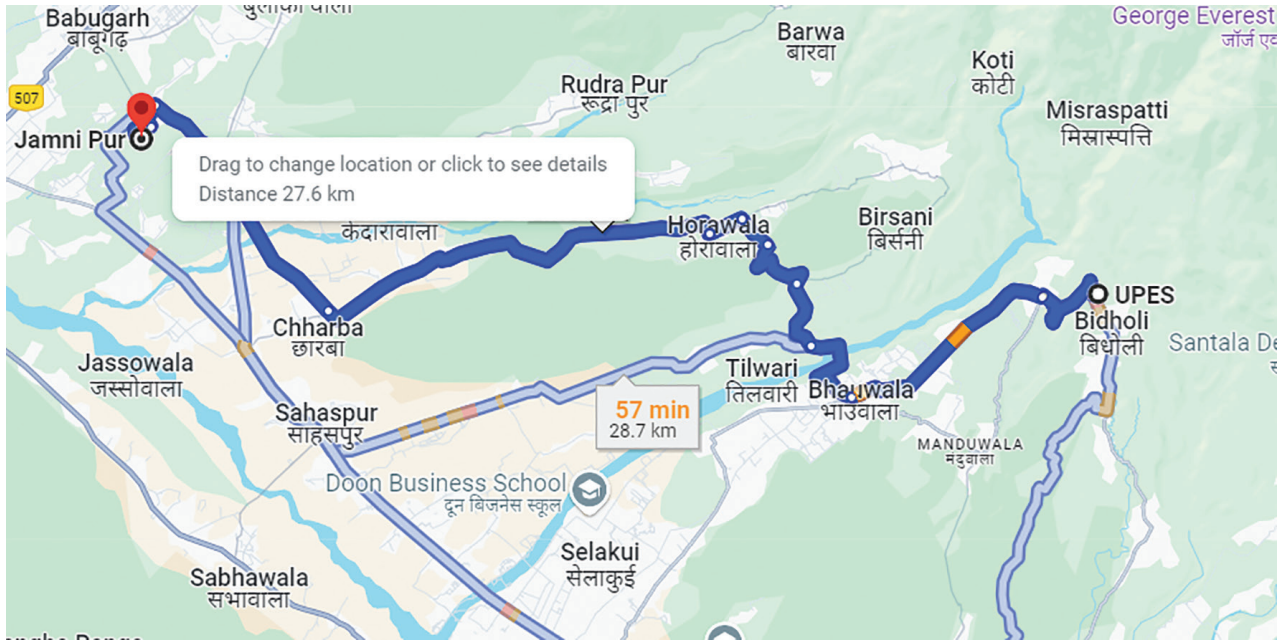 Babugarh
बाबूगढ़
George Everest
Barwa
बारवा
Koti
कोटी
507
Rudra Pur
रूद्रा पुर
Misraspatti
मिस्रास्पत्ति
Jamni Pur
Drag to change location or click to see details
Distance 27.6 km
केदारावाला
Horawala
होरावाला
Birsani
बिर्सनी
UPES
Bidholi
बिधोली
Chharba
छारबा
Santala De
Jassowala
जस्सोवाला
Tilwari
तिलवारी
Bhauwala
भाउवाला
57 min
28.7 km
Sahaspur
साहसपुर
MANDUWALA
मंदुवाला
Doon Business School
दून बिजनेस स्कूल
Selakui
सेलाकुई
Sabhawala
सभावाला